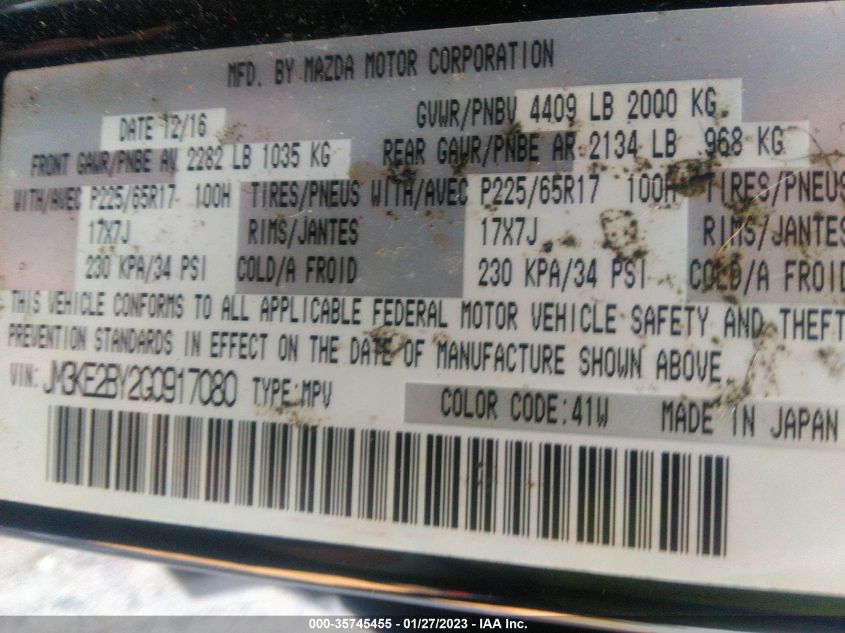 MFD. BY MAZDA MOTOR CORPORATION
DATE 12/16 GVWR/PNBV 4409 LB 2000 KG
FRONT GAWR/PNBE AV 2282 LB 1035 KG REAR GAWR/PNBE AR 2134 LB 968 KG
WITH/AVEC P225/65R17 100H TIRES/PNEUS WITH/AVEC P225/65R17 100H TIRES/PNEUS
17X7J RIMS/JANTES 17X7J RIMS/JANTES
230 KPA/34 PSI COLD/A FROID 230 KPA/34 PSI COLD/A FROID
THIS VEHICLE CONFORMS TO ALL APPLICABLE FEDERAL MOTOR VEHICLE SAFETY AND THEFT
PREVENTION STANDARDS IN EFFECT ON THE DATE OF MANUFACTURE SHOWN ABOVE.
VIN: JM3KE2BY2G0917080 TYPE:MPV COLOR CODE:41W MADE IN JAPAN
000-35745455 - 01/27/2023 - IAA Inc.